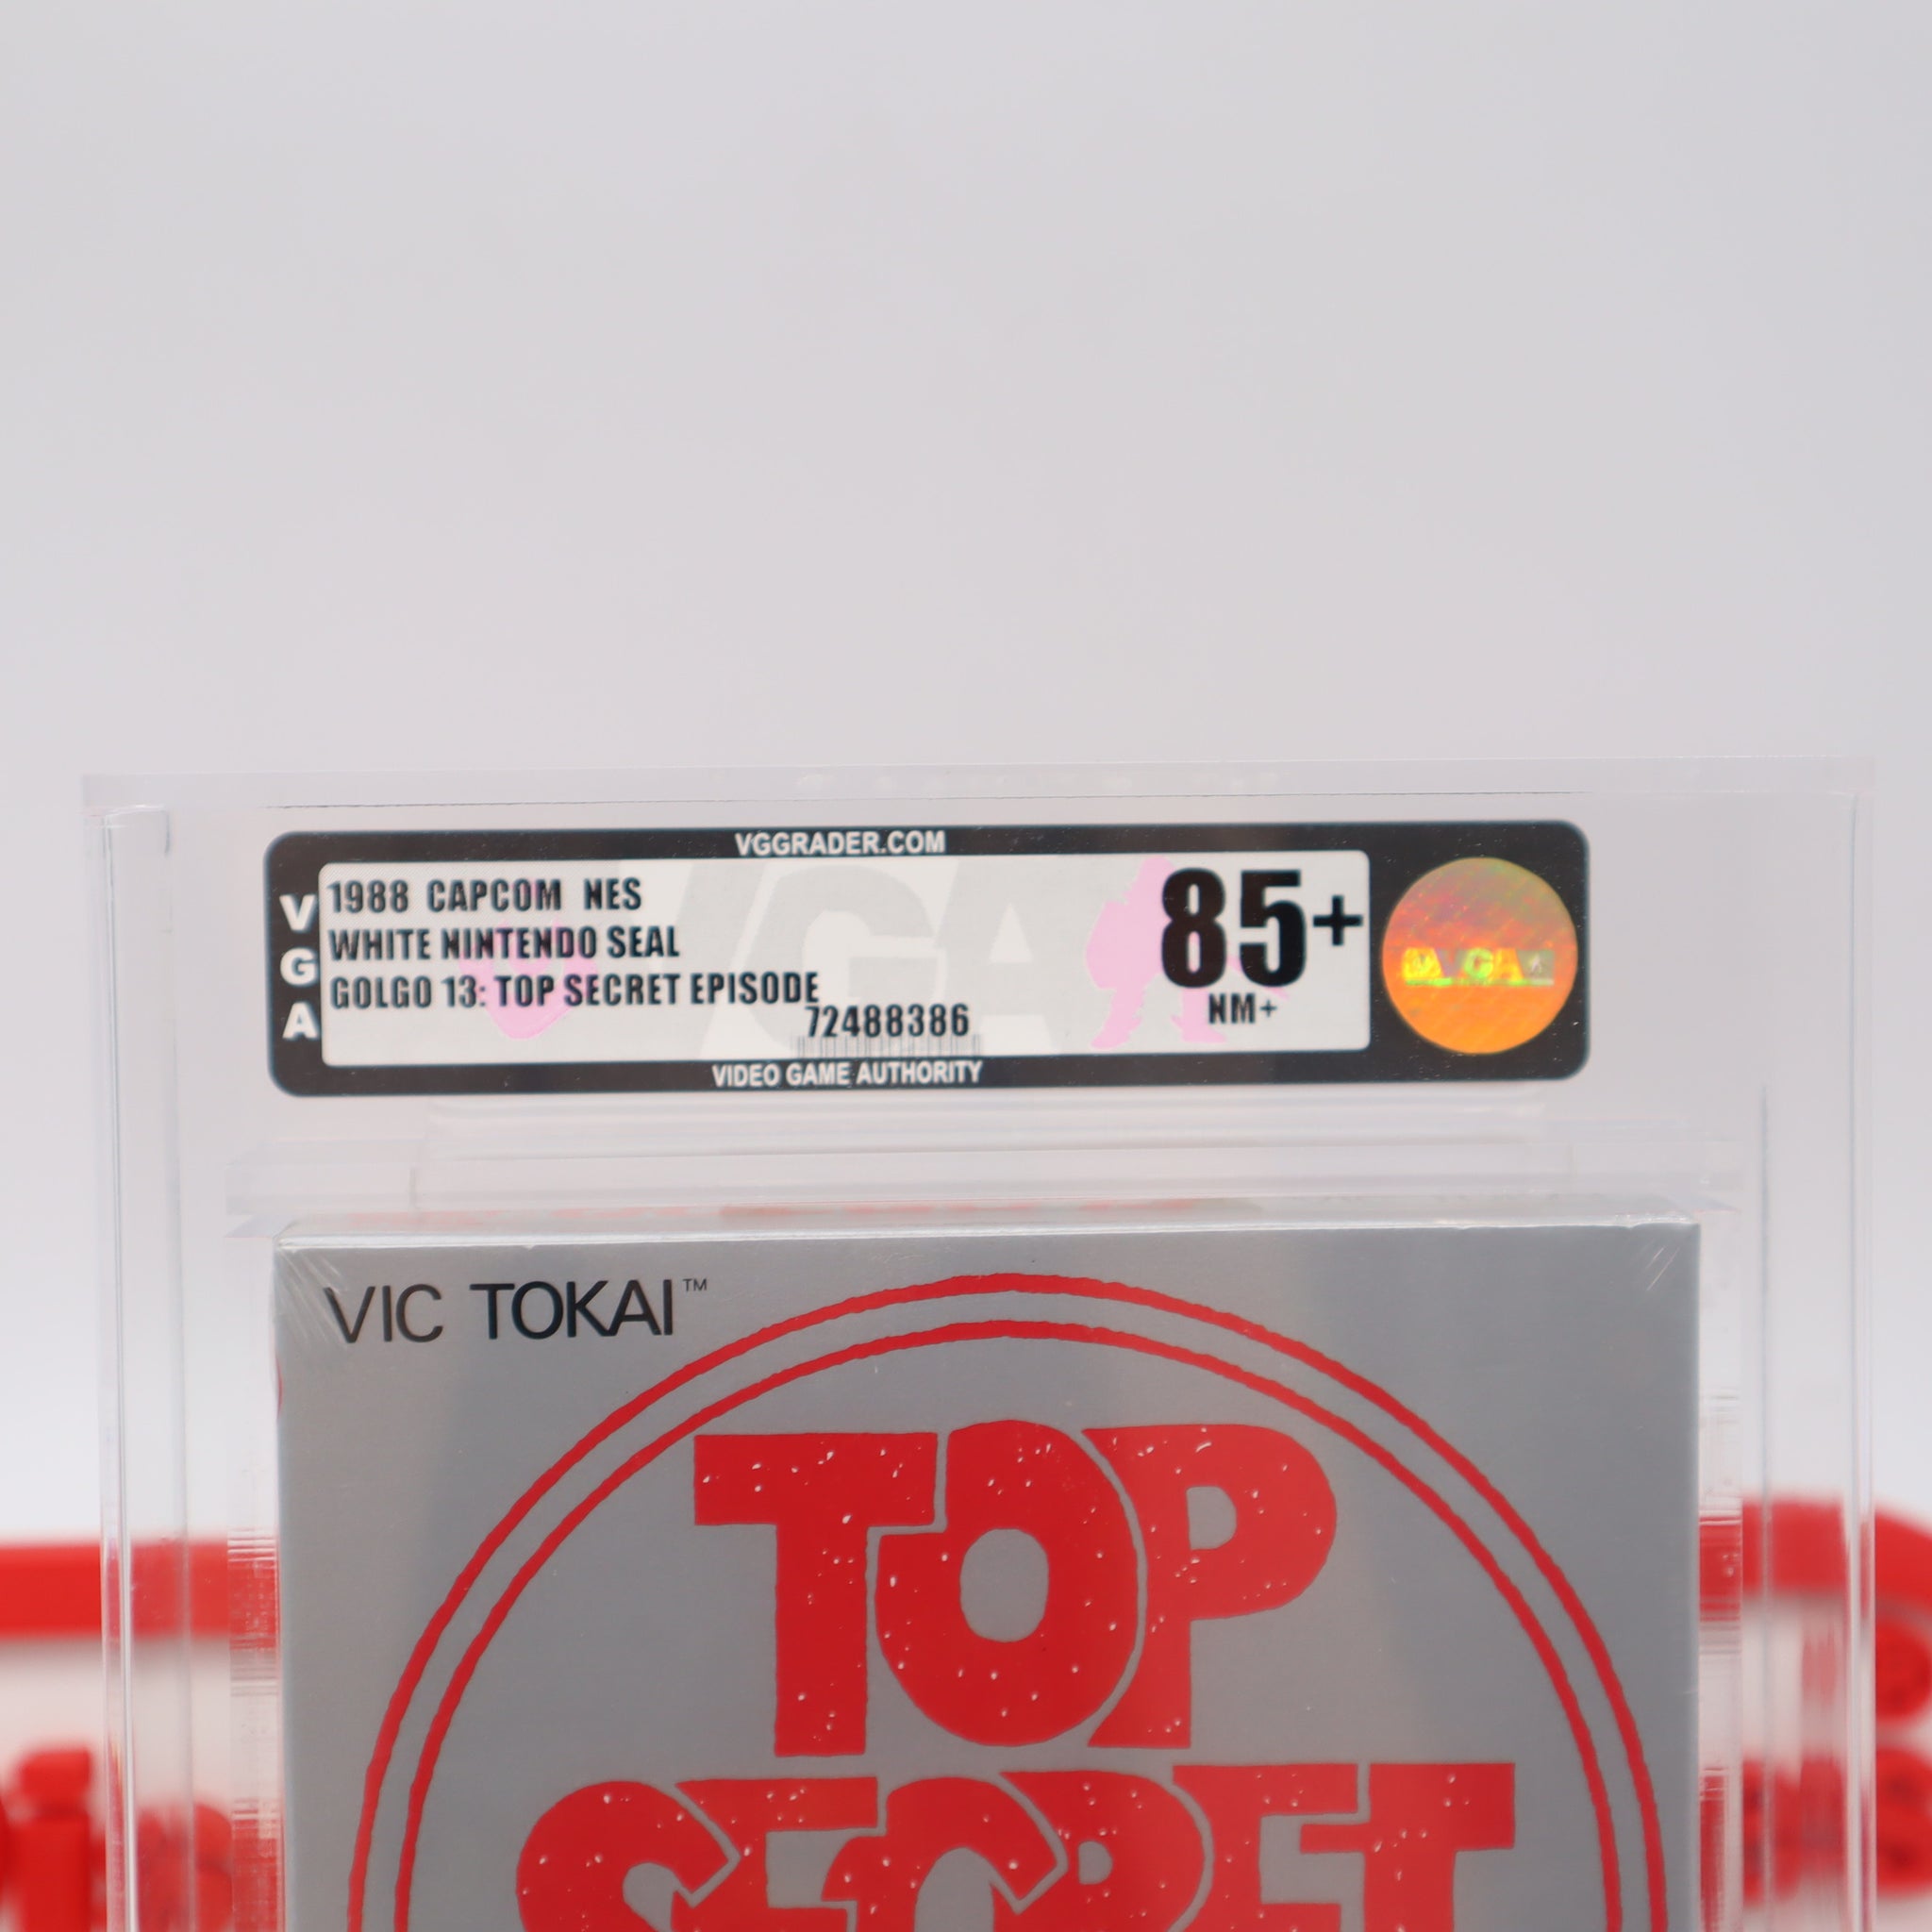 VGGRADER.COM
VGA
1988 CAPCOM NES
WHITE NINTENDO SEAL
GOLGO 13: TOP SECRET EPISODE
72488386
85+
NM+
VGA
VIDEO GAME AUTHORITY
VIC TOKAI™
TOP
SECRET